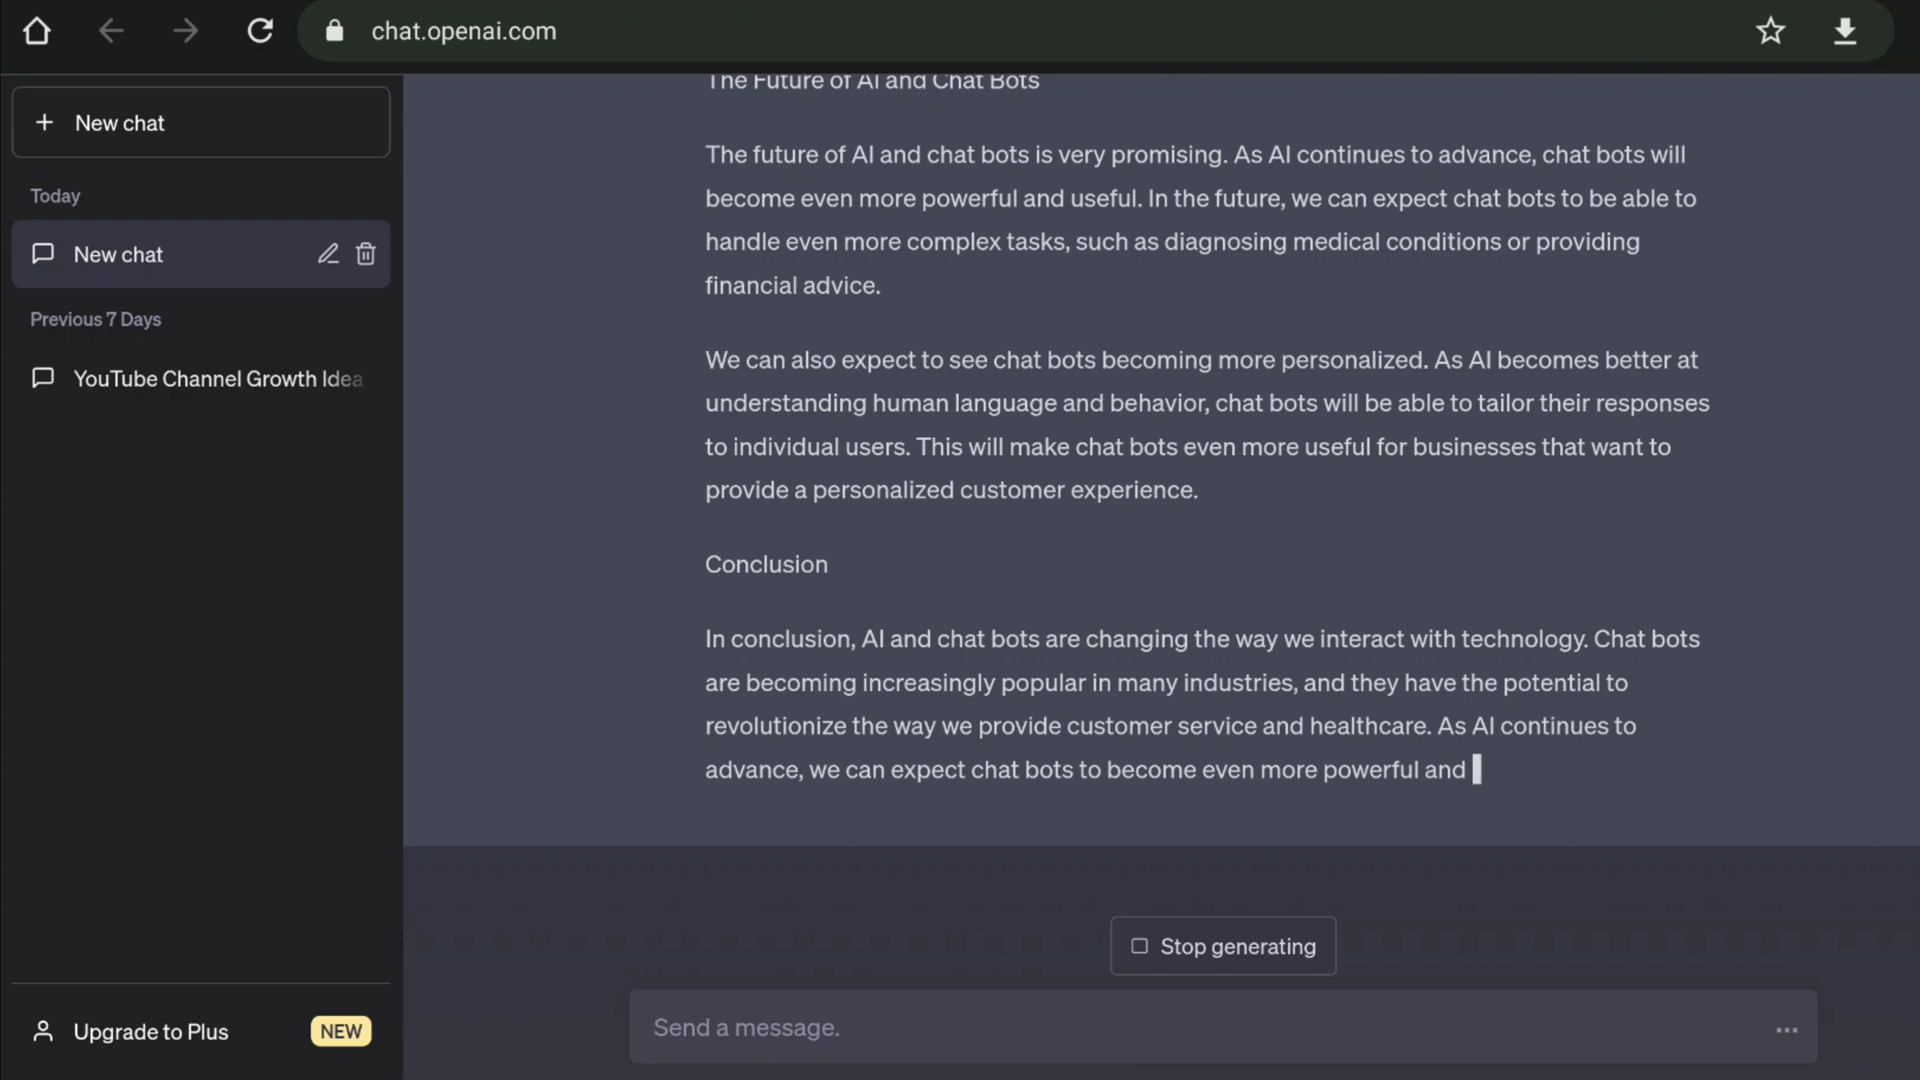 chat.openai.com
New chat
Today
New chat
Previous 7 Days
YouTube Channel Growth Idea
Upgrade to Plus
NEW
The Future of AI and Chat Bots
The future of AI and chat bots is very promising. As AI continues to advance, chat bots will
become even more powerful and useful. In the future, we can expect chat bots to be able to
handle even more complex tasks, such as diagnosing medical conditions or providing
financial advice.
We can also expect to see chat bots becoming more personalized. As AI becomes better at
understanding human language and behavior, chat bots will be able to tailor their responses
to individual users. This will make chat bots even more useful for businesses that want to
provide a personalized customer experience.
Conclusion
In conclusion, AI and chat bots are changing the way we interact with technology. Chat bots
are becoming increasingly popular in many industries, and they have the potential to
revolutionize the way we provide customer service and healthcare. As AI continues to
advance, we can expect chat bots to become even more powerful and
Stop generating
Send a message.